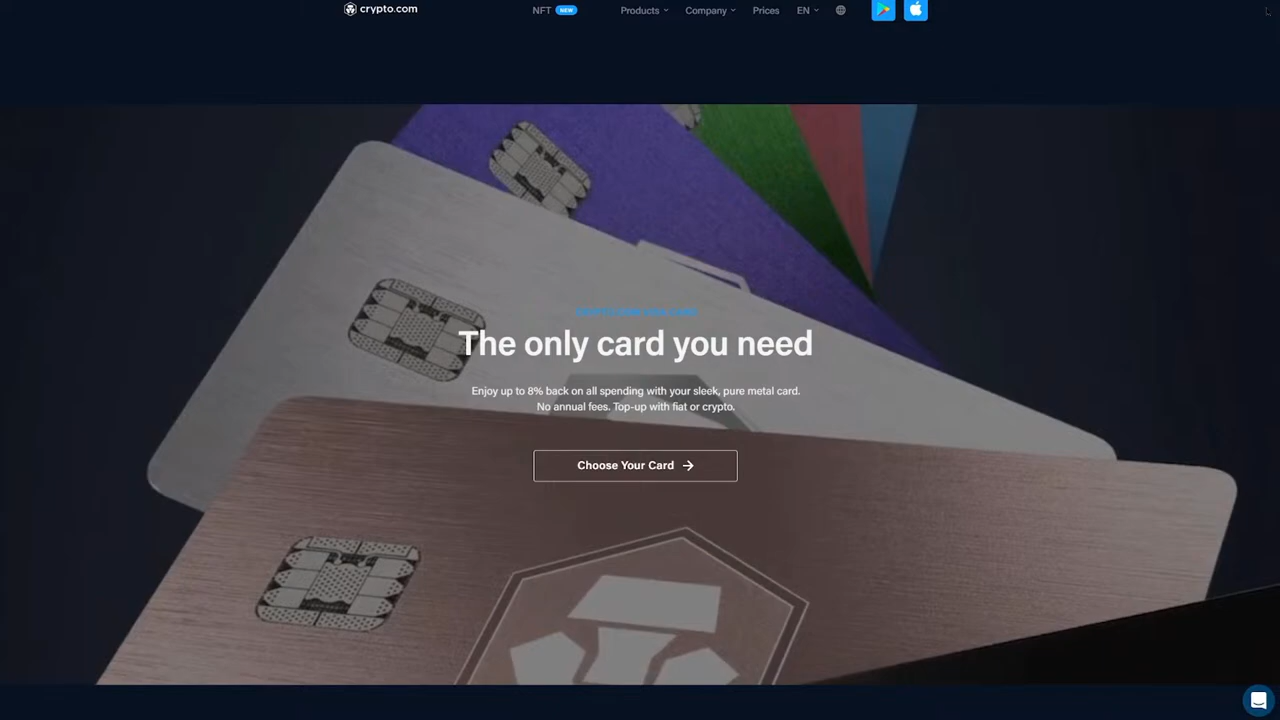 crypto.com
NFT NEW
Products
Company
Prices
EN
The only card you need
Enjoy up to 8% back on all spending with your sleek, pure metal card.
No annual fees. Top-up with fiat or crypto.
Choose Your Card →